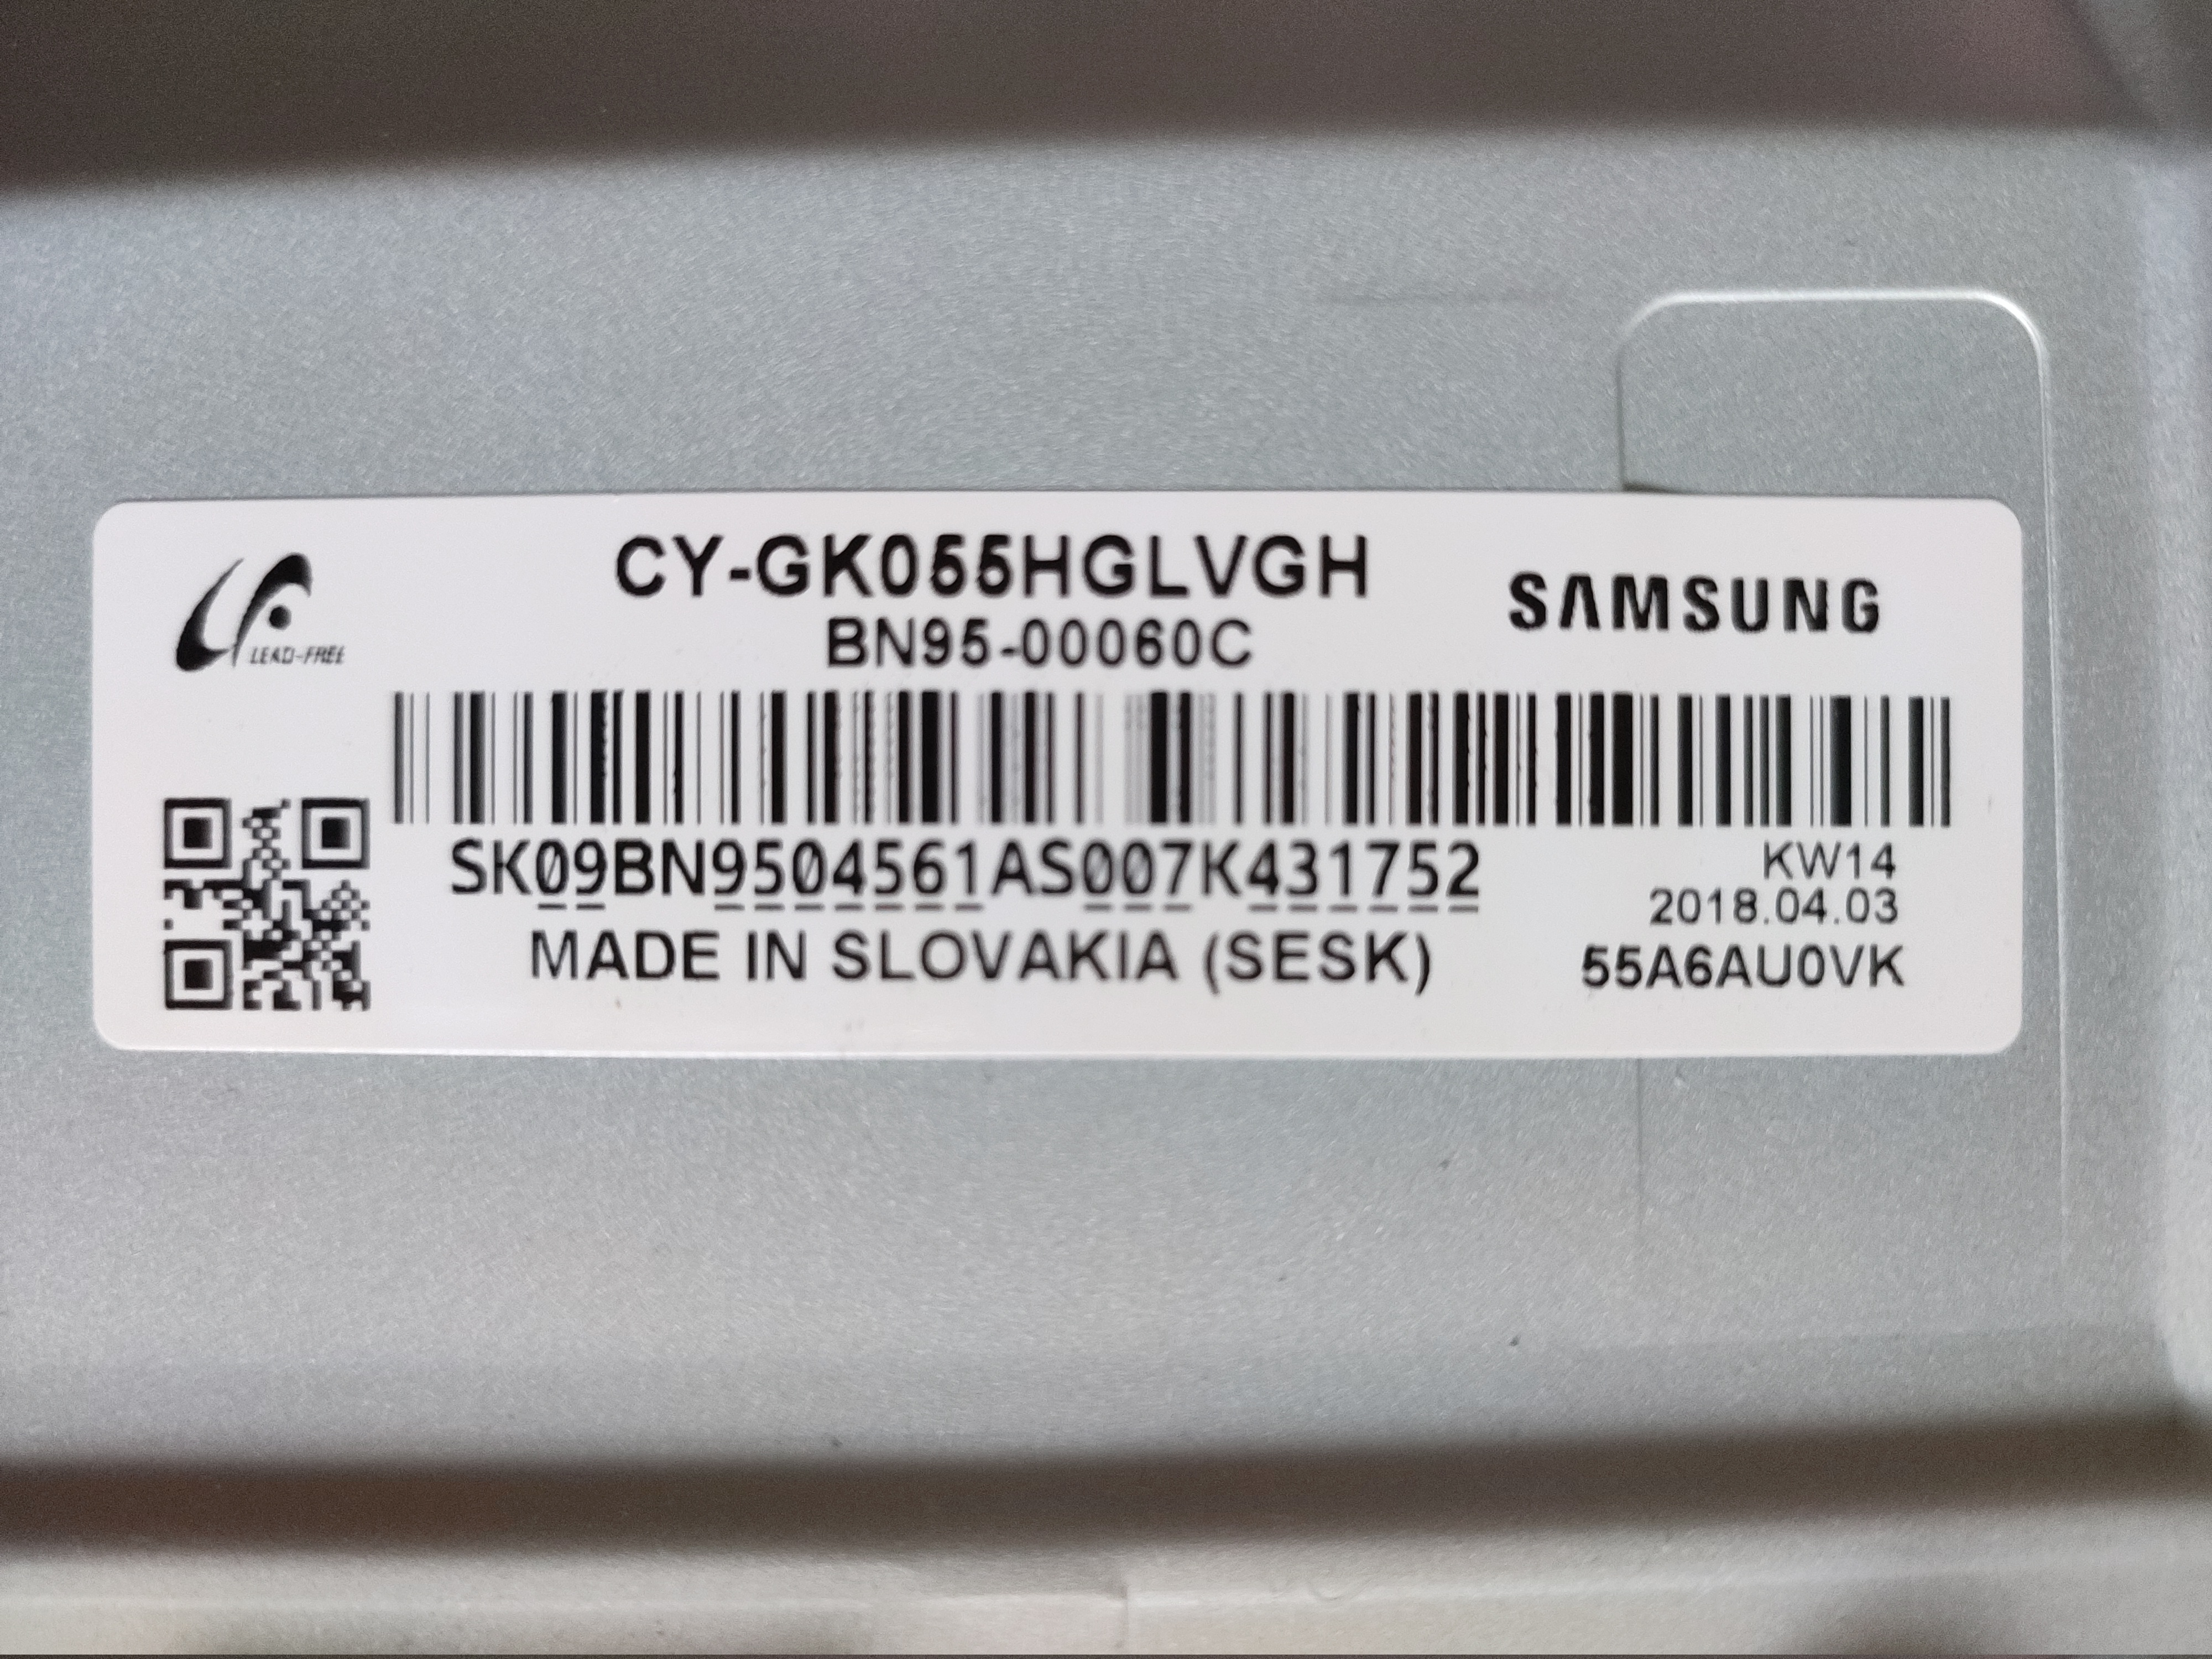 CY-GK055HGLVGH
BN95-00060C
SAMSUNG
LEAD-FREE
SK09BN9504561AS007K431752
KW14
2018.04.03
MADE IN SLOVAKIA (SESK)
55A6AU0VK